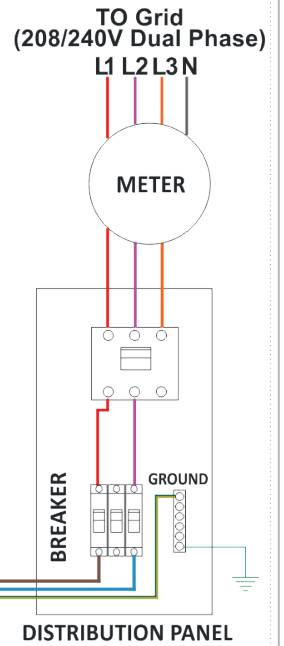 TO Grid
(208/240V Dual Phase)
L1 L2 L3 N
METER
GROUND
BREAKER
DISTRIBUTION PANEL